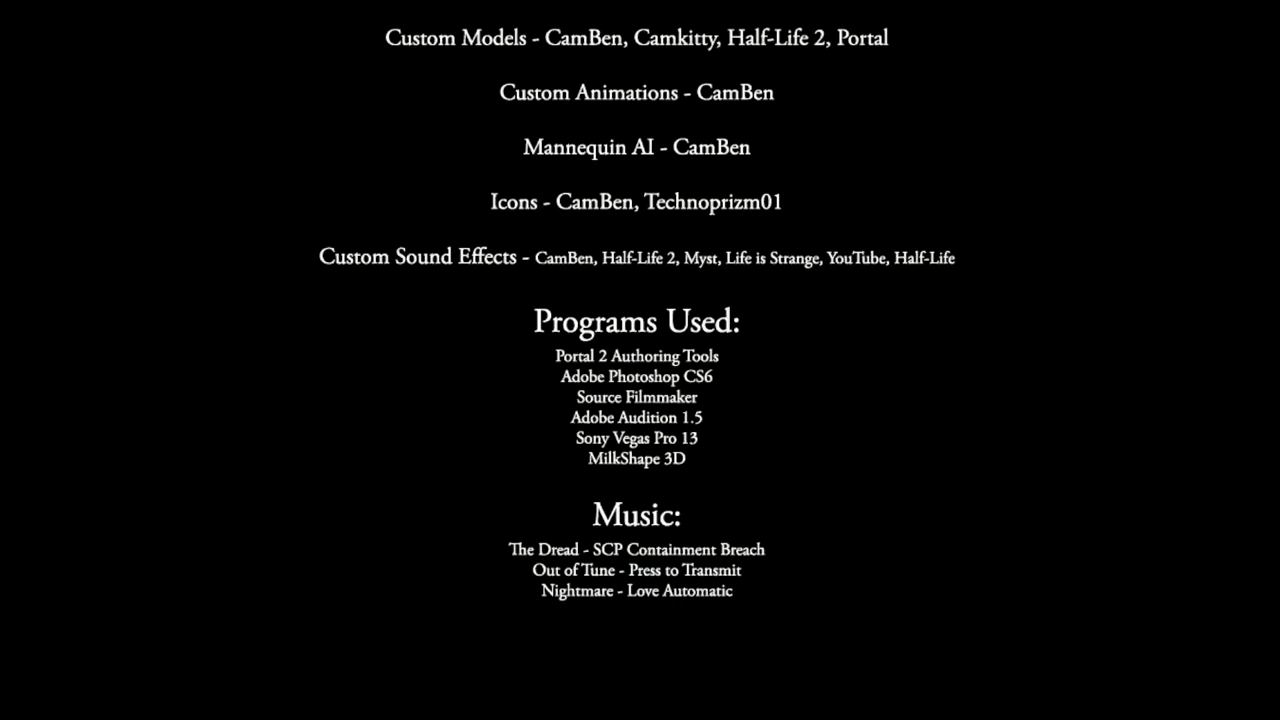 Custom Models - CamBen, Camkitty, Half-Life 2, Portal
Custom Animations - CamBen
Mannequin AI - CamBen
Icons - CamBen, Technoprizm01
Custom Sound Effects - CamBen, Half-Life 2, Myst, Life is Strange, YouTube, Half-Life
Programs Used:
Portal 2 Authoring Tools
Adobe Photoshop CS6
Source Filmmaker
Adobe Audition 1.5
Sony Vegas Pro 13
MilkShape 3D
Music:
The Dread - SCP Containment Breach
Out of Tune - Press to Transmit
Nightmare - Love Automatic